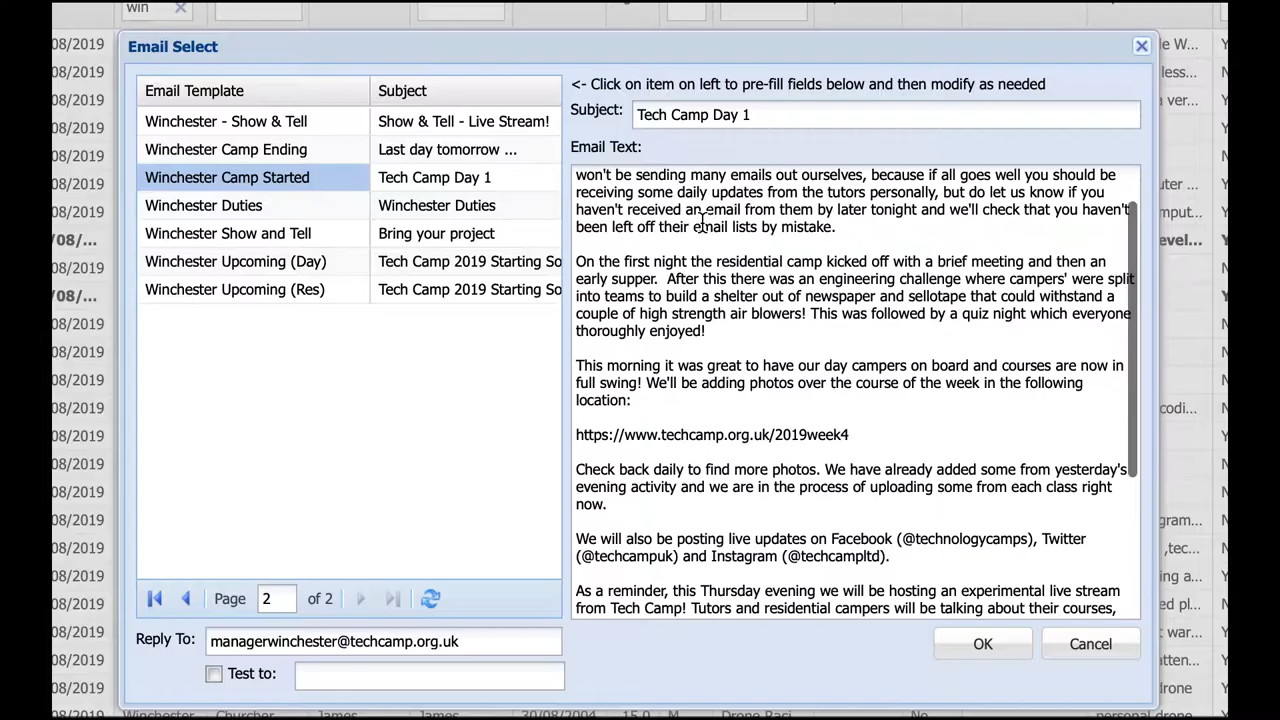 win
Email Select
Email Template Subject
Winchester - Show & Tell Show & Tell - Live Stream!
Winchester Camp Ending Last day tomorrow ...
Winchester Camp Started Tech Camp Day 1
Winchester Duties Winchester Duties
Winchester Show and Tell Bring your project
Winchester Upcoming (Day) Tech Camp 2019 Starting So
Winchester Upcoming (Res) Tech Camp 2019 Starting So
Page 2 of 2
Reply To: managerwinchester@techcamp.org.uk
Test to:
<- Click on item on left to pre-fill fields below and then modify as needed
Subject: Tech Camp Day 1
Email Text:
won't be sending many emails out ourselves, because if all goes well you should be
receiving some daily updates from the tutors personally, but do let us know if you
haven't received an email from them by later tonight and we'll check that you haven't
been left off their email lists by mistake.
On the first night the residential camp kicked off with a brief meeting and then an
early supper.  After this there was an engineering challenge where campers' were split
into teams to build a shelter out of newspaper and sellotape that could withstand a
couple of high strength air blowers! This was followed by a quiz night which everyone
thoroughly enjoyed!
This morning it was great to have our day campers on board and courses are now in
full swing! We'll be adding photos over the course of the week in the following
location:
https://www.techcamp.org.uk/2019week4
Check back daily to find more photos. We have already added some from yesterday's
evening activity and we are in the process of uploading some from each class right
now.
We will also be posting live updates on Facebook (@technologycamps), Twitter
(@techcampuk) and Instagram (@techcampltd).
As a reminder, this Thursday evening we will be hosting an experimental live stream
from Tech Camp! Tutors and residential campers will be talking about their courses,
OK Cancel